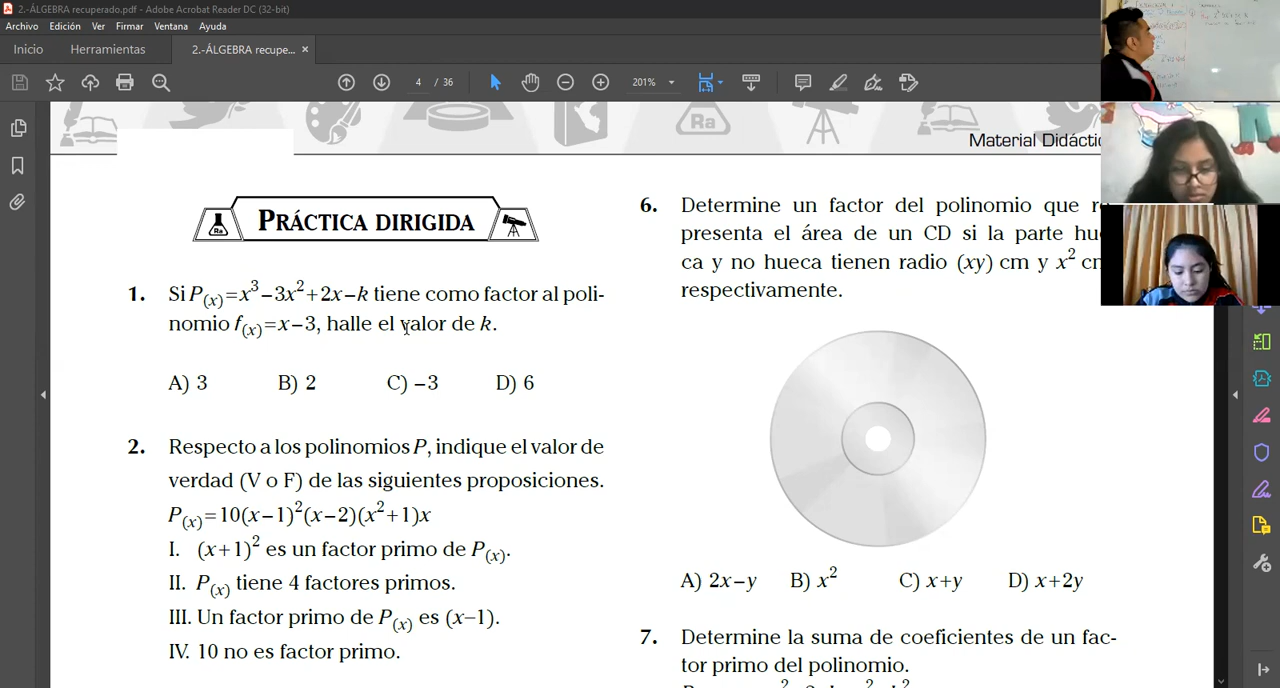 2.-ÁLGEBRA recuperado.pdf - Adobe Acrobat Reader DC (32-bit)
Archivo Edición Ver Firmar Ventana Ayuda
Inicio Herramientas 2.-ÁLGEBRA recupe... ×
4 / 36 201%
Ra
Material Didáctic
Ra PRÁCTICA DIRIGIDA
1. Si P(x)=x³−3x²+2x−k tiene como factor al poli-
nomio f(x)=x−3, halle el valor de k.
A) 3 B) 2 C) −3 D) 6
2. Respecto a los polinomios P, indique el valor de
verdad (V o F) de las siguientes proposiciones.
P(x)=10(x−1)²(x−2)(x²+1)x
I. (x+1)² es un factor primo de P(x).
II. P(x) tiene 4 factores primos.
III. Un factor primo de P(x) es (x−1).
IV. 10 no es factor primo.
6. Determine un factor del polinomio que r
presenta el área de un CD si la parte hu
ca y no hueca tienen radio (xy) cm y x² cm
respectivamente.
A) 2x−y B) x² C) x+y D) x+2y
7. Determine la suma de coeficientes de un fac-
tor primo del polinomio.